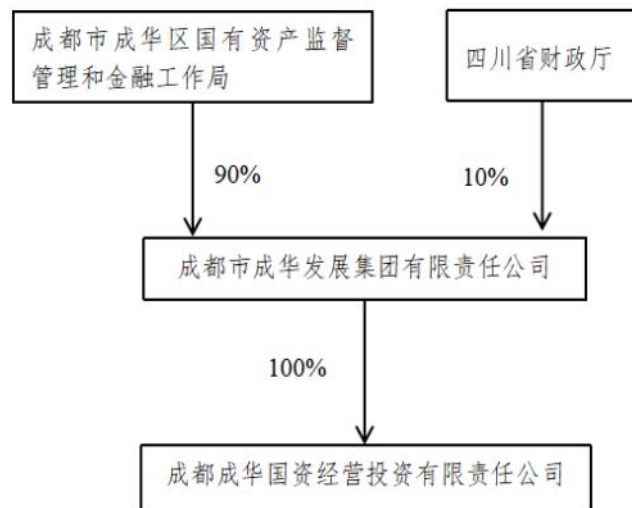 成都市成华区国有资产监督
管理和金融工作局
四川省财政厅
90%
10%
成都市成华发展集团有限责任公司
100%
成都成华国资经营投资有限责任公司